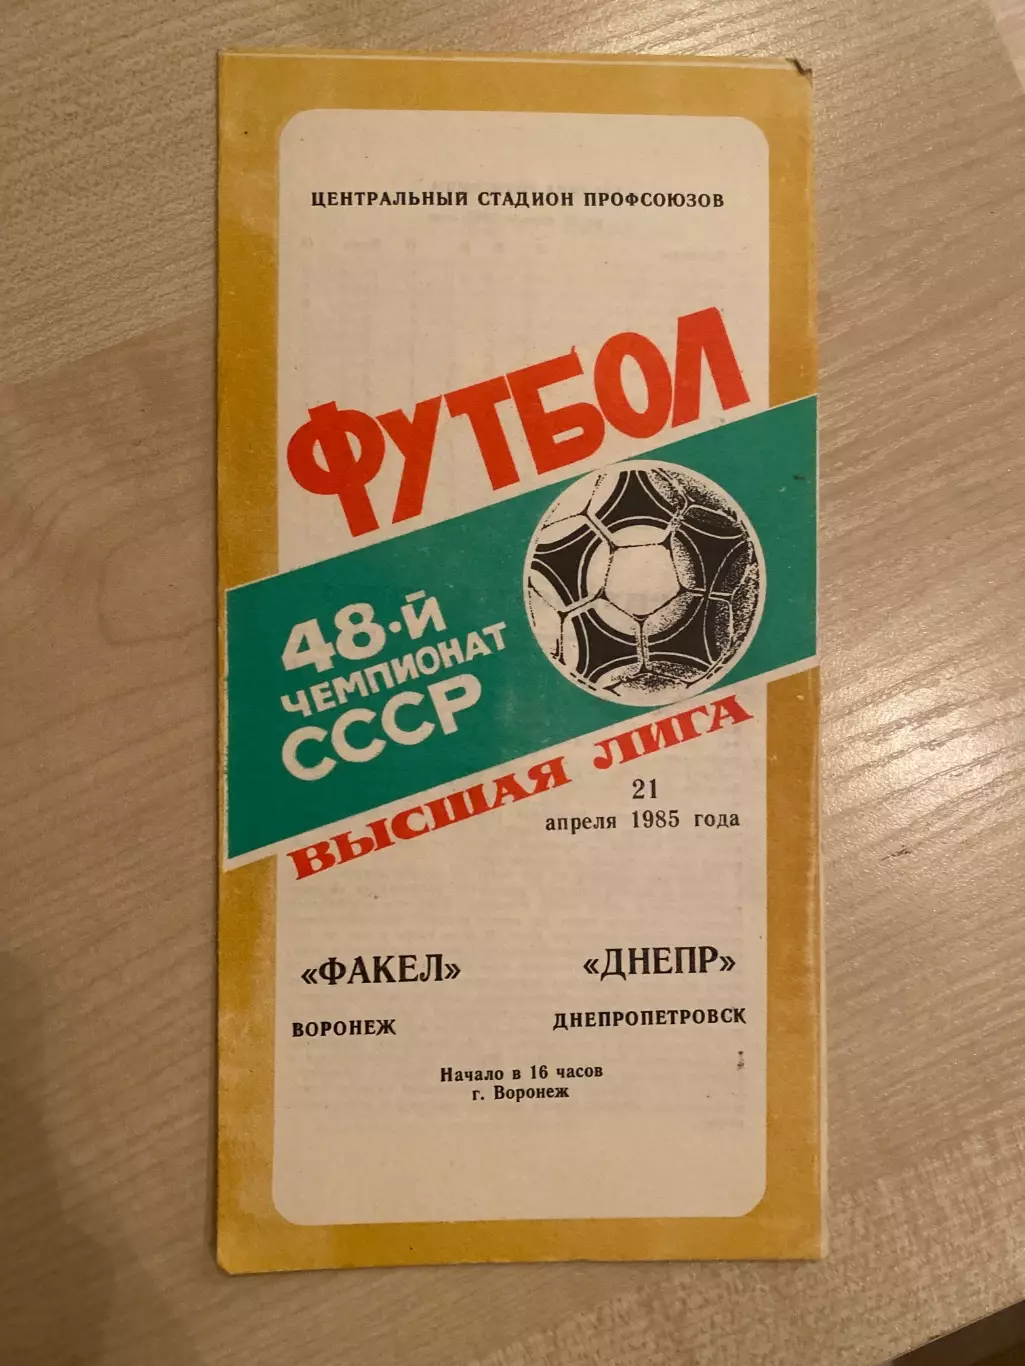 ЦЕНТРАЛЬНЫЙ СТАДИОН ПРОФСОЮЗОВ
ФУТБОЛ
48-Й
ЧЕМПИОНАТ
СССР
ВЫСШАЯ ЛИГА
21
апреля 1985 года
«ФАКЕЛ» «ДНЕПР»
ВОРОНЕЖ ДНЕПРОПЕТРОВСК
Начало в 16 часов
г. Воронеж